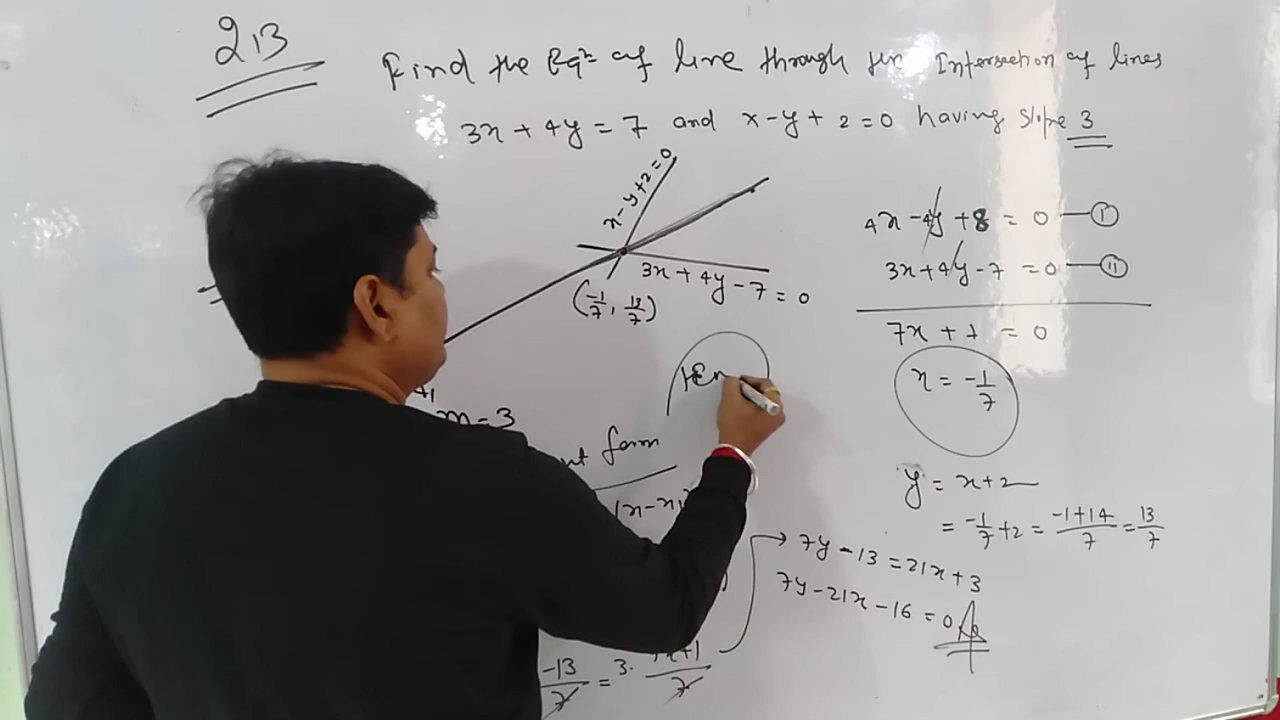 213
Find the Eqn of line through the Intersection of lines
3x + 4y = 7 and x - y + 2 = 0 having slope 3
x - y + 2 = 0
3x + 4y - 7 = 0
(-1/7, 13/7)
m = 3
form
7y - 13 = 21x + 3
7y - 21x - 16 = 0
-13/7 = 3.
4x - 4y + 8 = 0 — I
3x + 4y - 7 = 0 — II
7x + 1 = 0
x = -1/7
y = x + 2
= -1/7 + 2 = -1+14/7 = 13/7